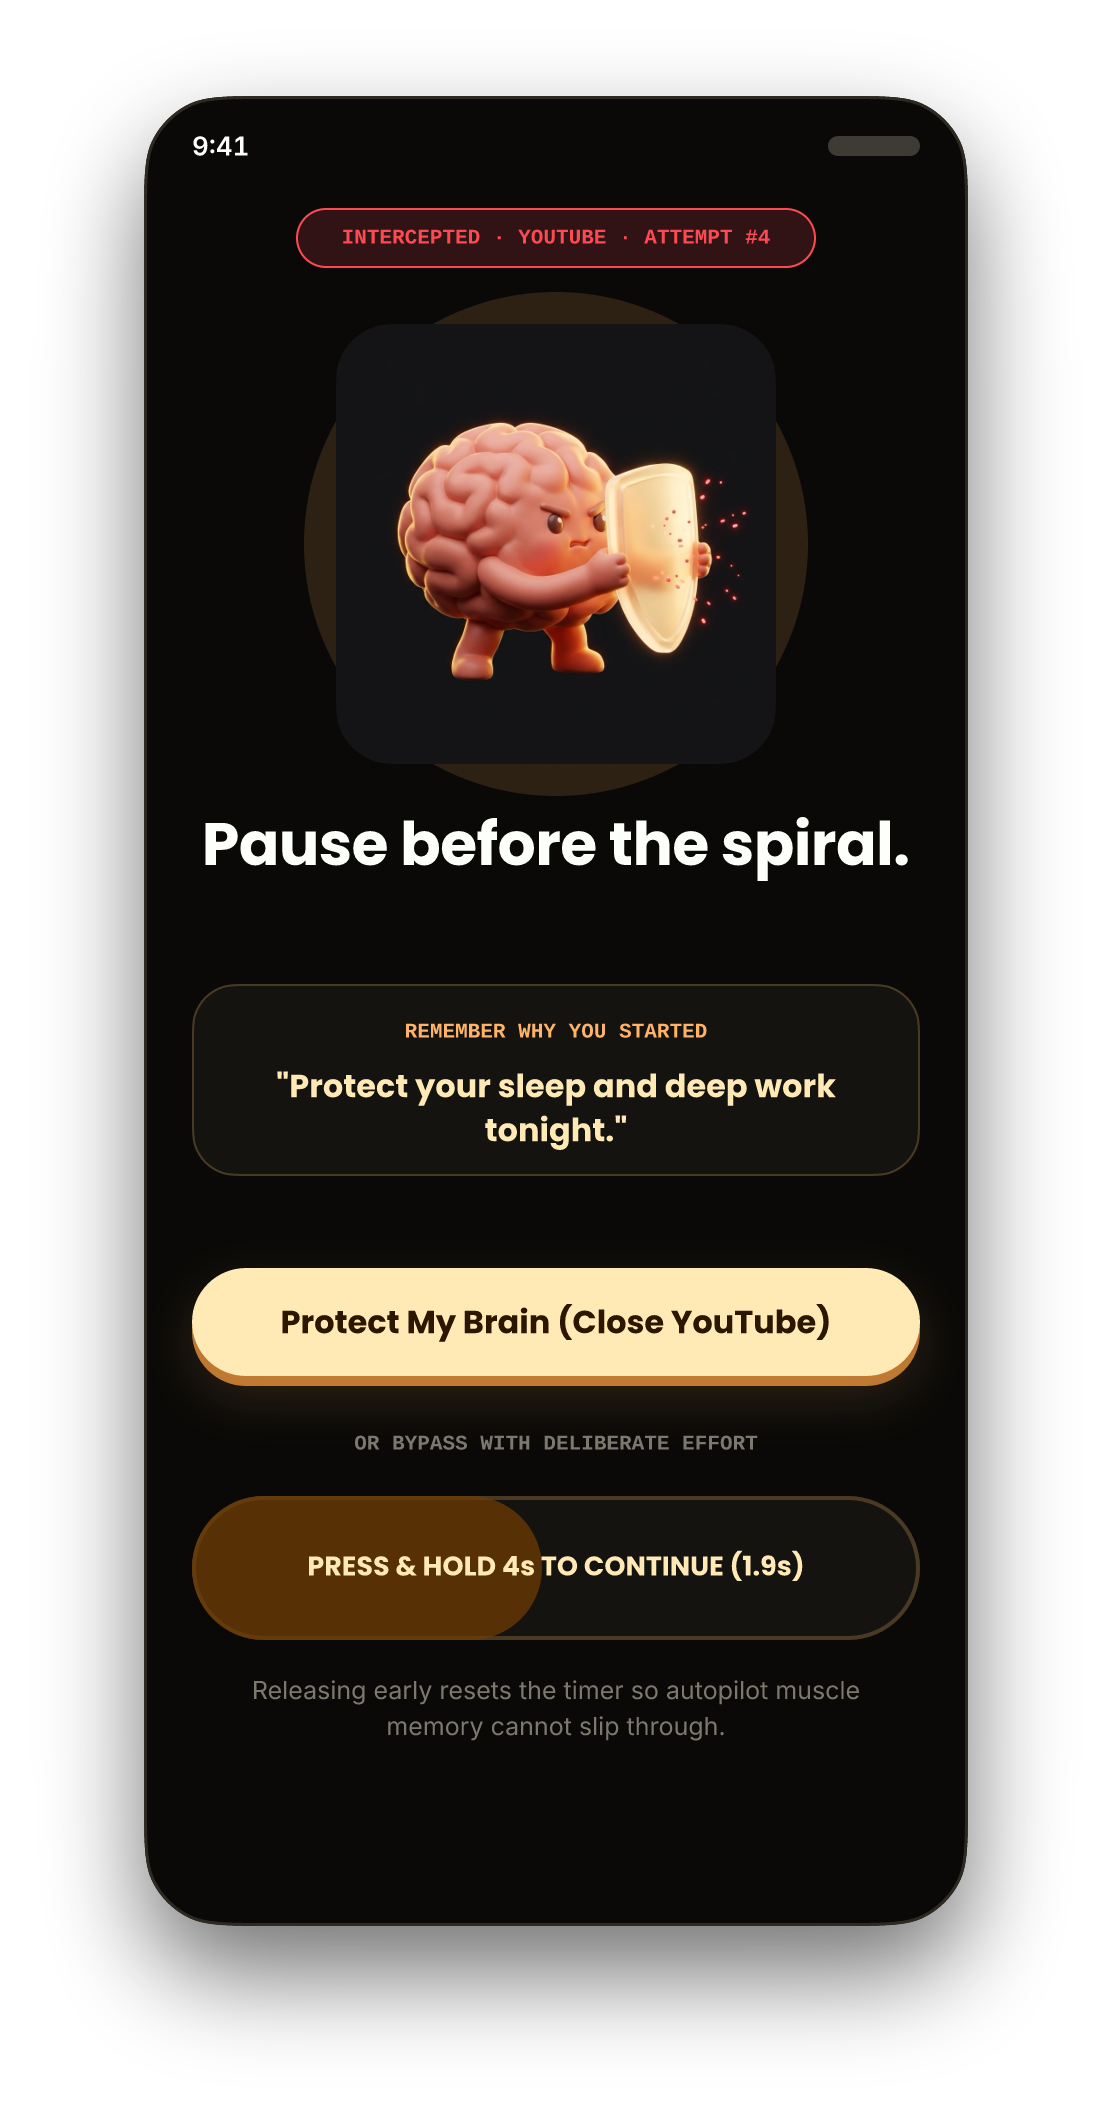 9:41
INTERCEPTED · YOUTUBE · ATTEMPT #4
Pause before the spiral.
REMEMBER WHY YOU STARTED
"Protect your sleep and deep work
tonight."
Protect My Brain (Close YouTube)
OR BYPASS WITH DELIBERATE EFFORT
PRESS & HOLD 4s TO CONTINUE (1.9s)
Releasing early resets the timer so autopilot muscle
memory cannot slip through.